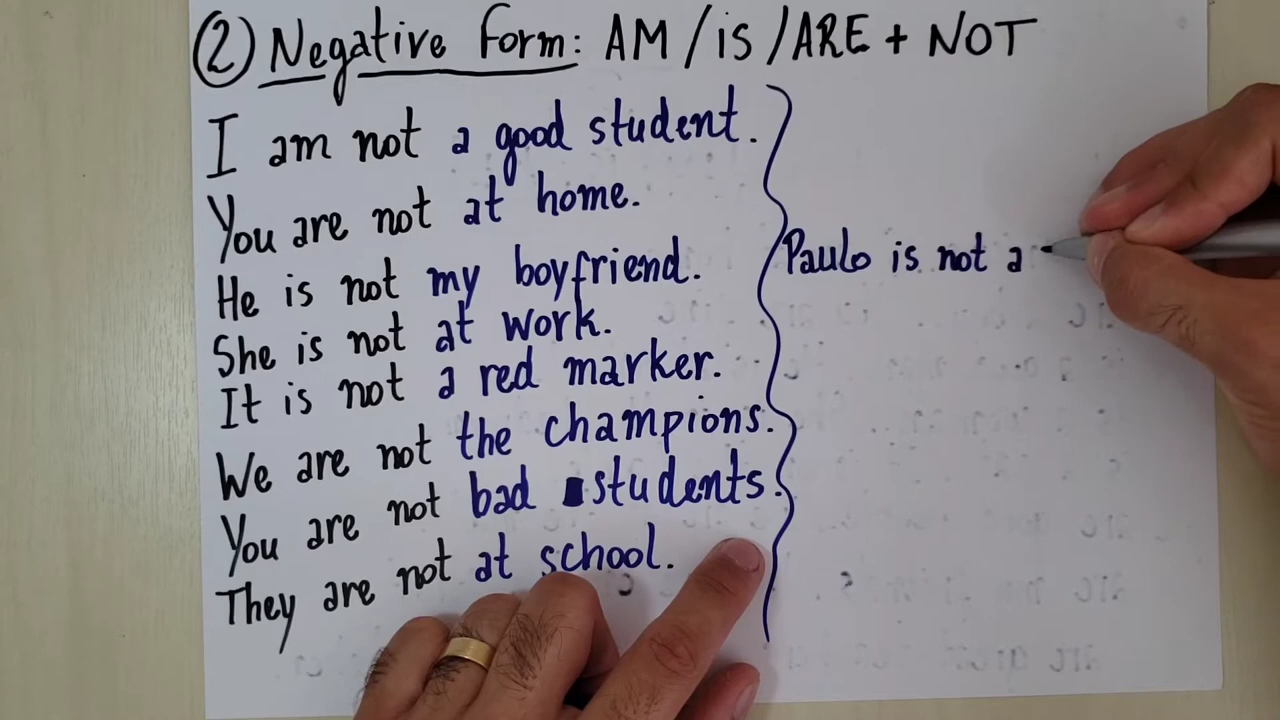 ② Negative Form: AM / is / ARE + NOT
I am not a good student.
You are not at home.
He is not my boyfriend.
She is not at work.
It is not a red marker.
We are not the champions.
You are not bad students.
They are not at school.
Paulo is not a